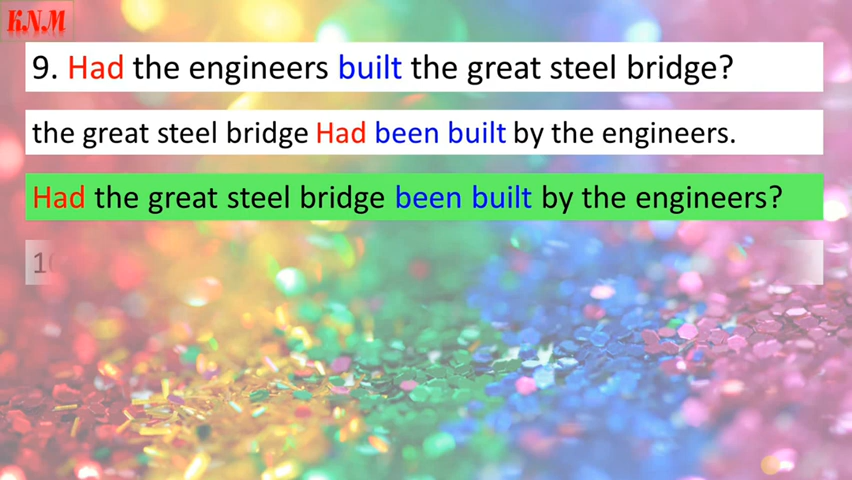 K.N.M
9. Had the engineers built the great steel bridge?
the great steel bridge Had been built by the engineers.
Had the great steel bridge been built by the engineers?